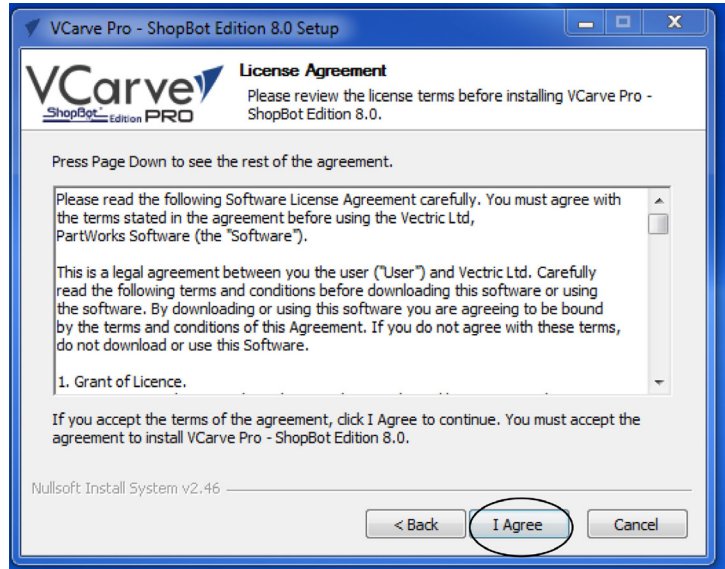 VCarve Pro - ShopBot Edition 8.0 Setup
VCarve
ShopBot Edition PRO
License Agreement
Please review the license terms before installing VCarve Pro -
ShopBot Edition 8.0.
Press Page Down to see the rest of the agreement.
Please read the following Software License Agreement carefully. You must agree with
the terms stated in the agreement before using the Vectric Ltd,
PartWorks Software (the "Software").
This is a legal agreement between you the user ("User") and Vectric Ltd. Carefully
read the following terms and conditions before downloading this software or using
the software. By downloading or using this software you are agreeing to be bound
by the terms and conditions of this Agreement. If you do not agree with these terms,
do not download or use this Software.
1. Grant of Licence.
If you accept the terms of the agreement, click I Agree to continue. You must accept the
agreement to install VCarve Pro - ShopBot Edition 8.0.
Nullsoft Install System v2.46
< Back I Agree Cancel